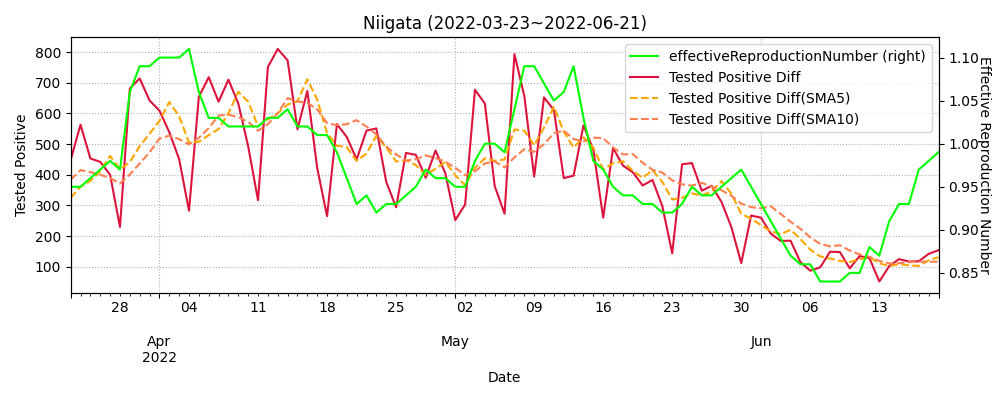 Niigata (2022-03-23~2022-06-21)
effectiveReproductionNumber (right)
Tested Positive Diff
Tested Positive Diff(SMA5)
Tested Positive Diff(SMA10)
Tested Positive
800
700
600
500
400
300
200
100
Effective Reproduction Number
1.10
1.05
1.00
0.95
0.90
0.85
28 04 11 18 25 02 09 16 23 30 06 13
Apr May Jun
2022
Date